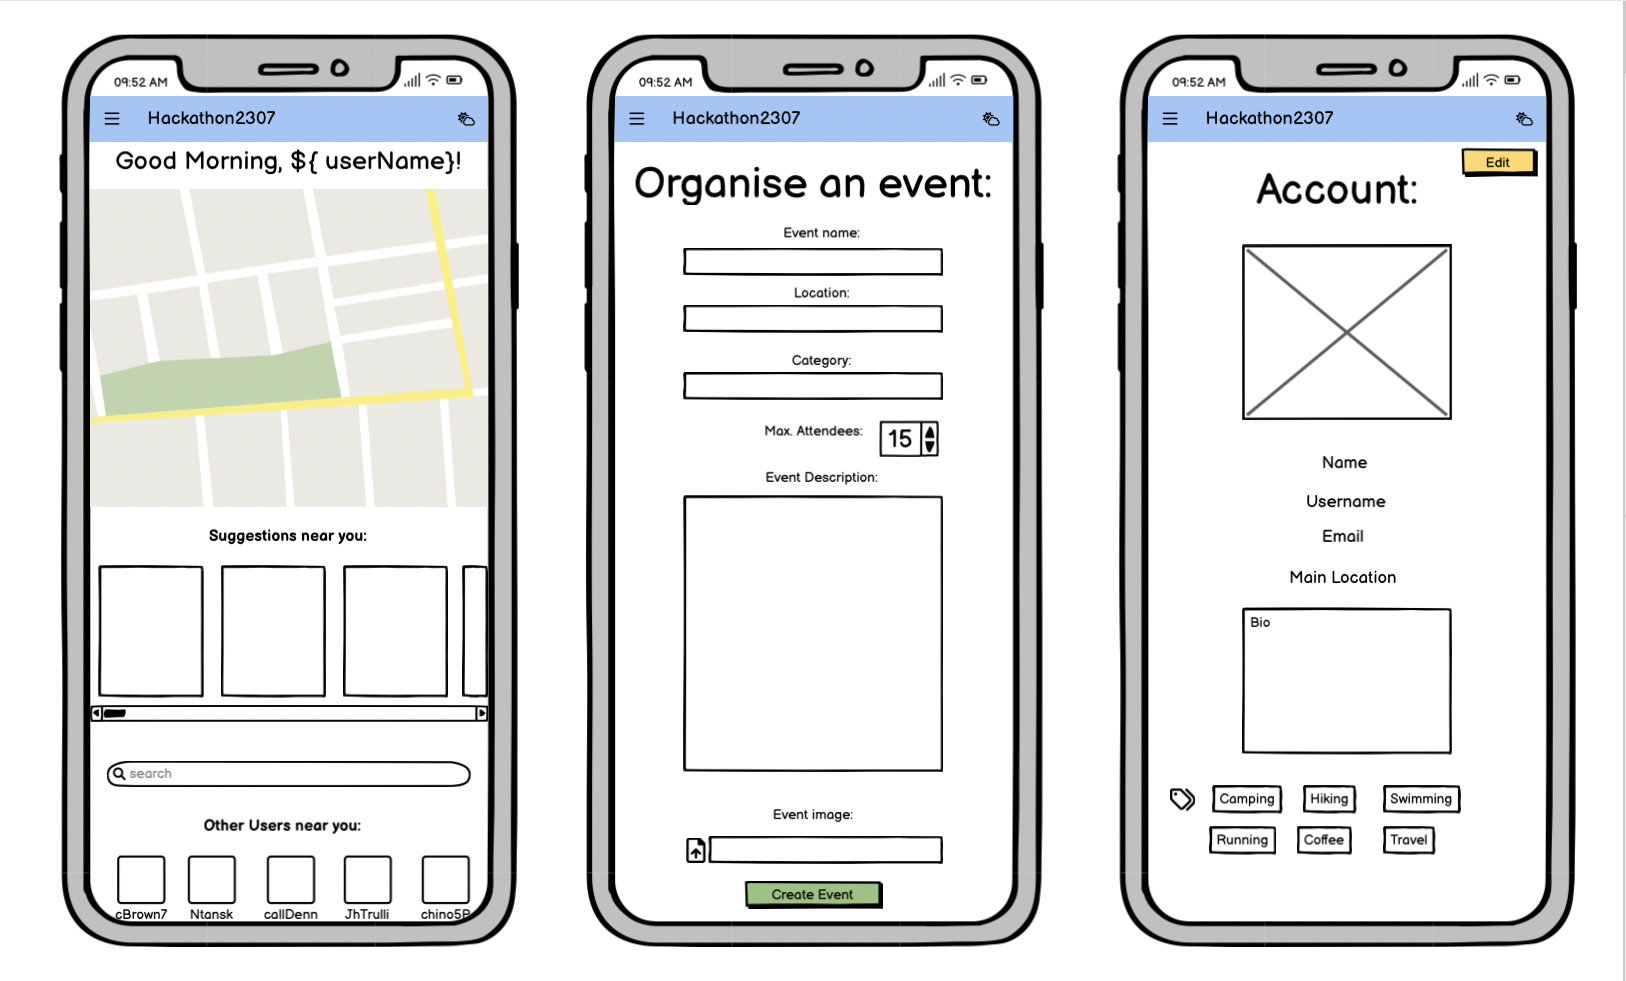 09:52 AM
Hackathon2307
Good Morning, ${ userName}!
Suggestions near you:
search
Other Users near you:
cBrown7 Ntansk callDenn JhTrulli chino5P
09:52 AM
Hackathon2307
Organise an event:
Event name:
Location:
Category:
Max. Attendees: 15
Event Description:
Event image:
Create Event
09:52 AM
Hackathon2307
Edit
Account:
Name
Username
Email
Main Location
Bio
Camping Hiking Swimming
Running Coffee Travel